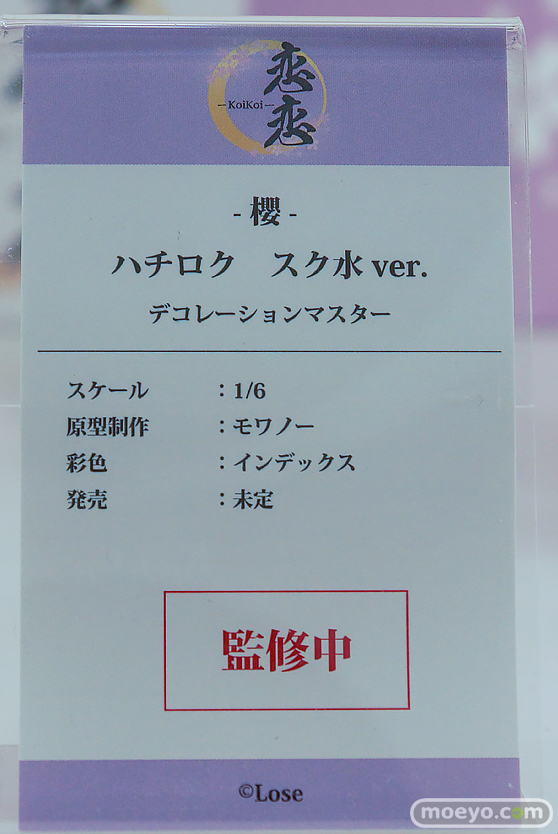 恋恋
-KoiKoi-
- 櫻 -
ハチロク　スク水 ver.
デコレーションマスター
スケール　：1/6
原型制作　：モワノー
彩色　：インデックス
発売　：未定
監修中
©Lose
moeyo.com